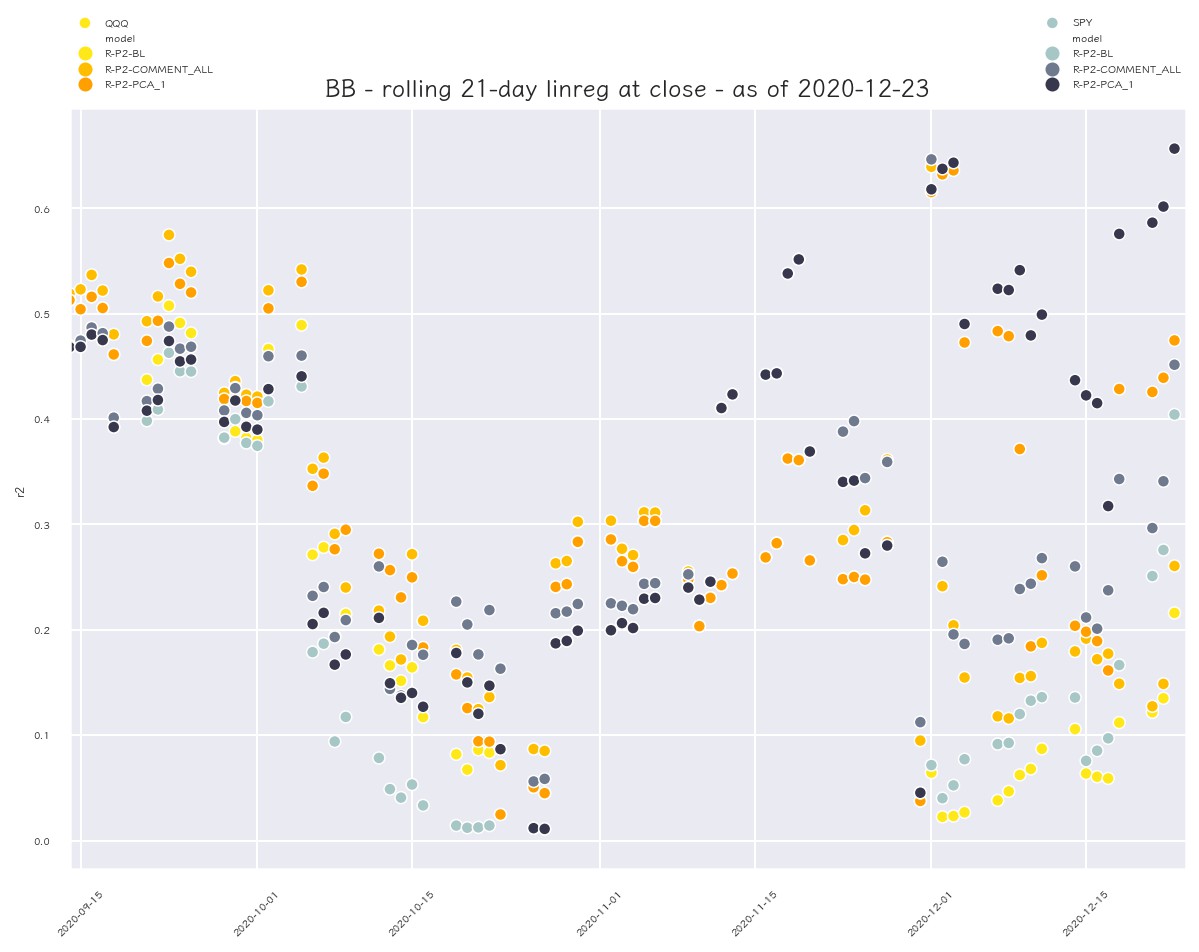 QQQ
model
R-P2-BL
R-P2-COMMENT_ALL
R-P2-PCA_1
SPY
model
R-P2-BL
R-P2-COMMENT_ALL
R-P2-PCA_1
BB - rolling 21-day linreg at close - as of 2020-12-23
r2
0.6
0.5
0.4
0.3
0.2
0.1
0.0
2020-09-15
2020-10-01
2020-10-15
2020-11-01
2020-11-15
2020-12-01
2020-12-15